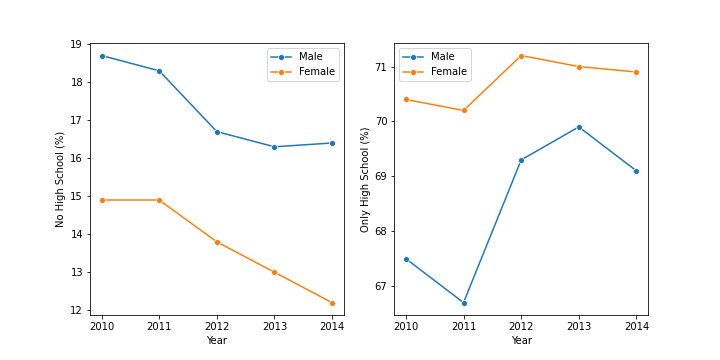 No High School (%)
19
18
17
16
15
14
13
12
2010 2011 2012 2013 2014
Year
Male
Female
Only High School (%)
71
70
69
68
67
2010 2011 2012 2013 2014
Year
Male
Female